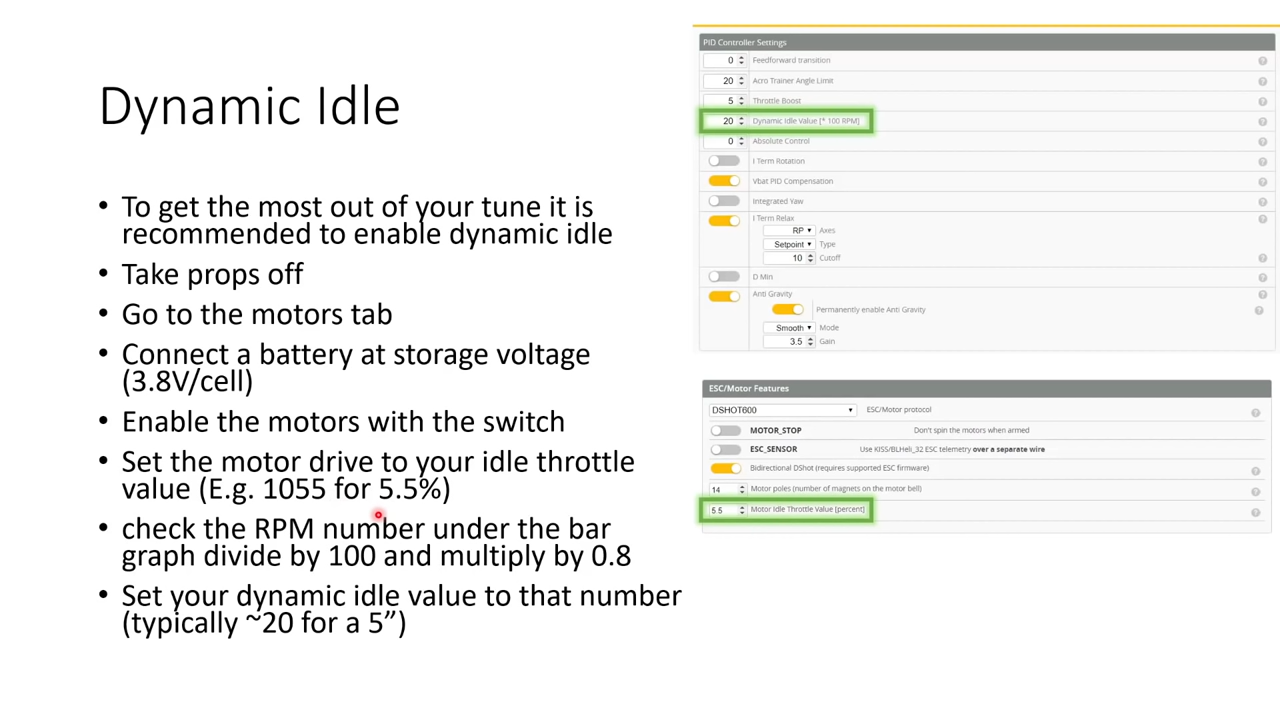 Dynamic Idle
• To get the most out of your tune it is
recommended to enable dynamic idle
• Take props off
• Go to the motors tab
• Connect a battery at storage voltage
(3.8V/cell)
• Enable the motors with the switch
• Set the motor drive to your idle throttle
value (E.g. 1055 for 5.5%)
• check the RPM number under the bar
graph divide by 100 and multiply by 0.8
• Set your dynamic idle value to that number
(typically ~20 for a 5”)
PID Controller Settings
0 Feedforward transition
20 Acro Trainer Angle Limit
5 Throttle Boost
20 Dynamic Idle Value [* 100 RPM]
0 Absolute Control
I Term Rotation
Vbat PID Compensation
Integrated Yaw
I Term Relax
RP Axes
Setpoint Type
10 Cutoff
D Min
Anti Gravity
Permanently enable Anti Gravity
Smooth Mode
3.5 Gain
ESC/Motor Features
DSHOT600 ESC/Motor protocol
MOTOR_STOP Don't spin the motors when armed
ESC_SENSOR Use KISS/BLHeli_32 ESC telemetry over a separate wire
Bidirectional DShot (requires supported ESC firmware)
14 Motor poles (number of magnets on the motor bell)
5.5 Motor Idle Throttle Value [percent]